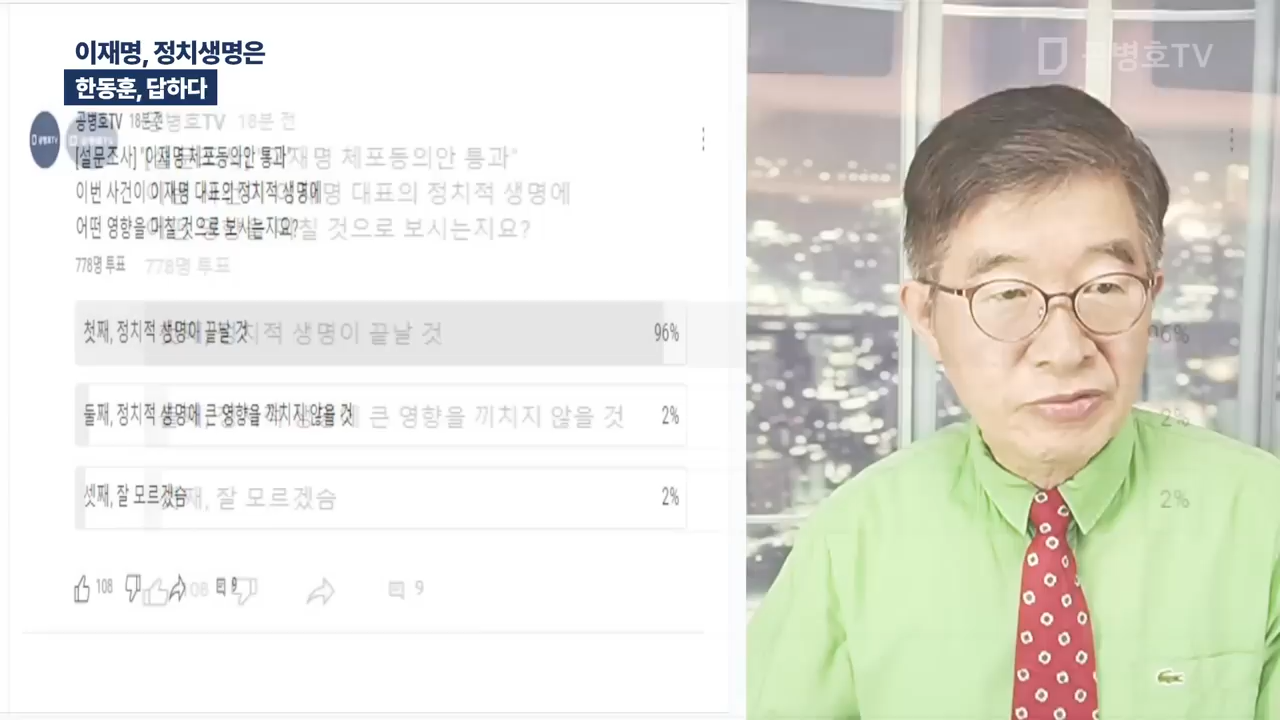 이재명, 정치생명은
한동훈, 답하다
공병호TV
공병호TV 18분 전
[설문조사] "이재명 체포동의안 통과"
이번 사건이 이재명 대표의 정치적 생명에
어떤 영향을 미칠 것으로 보시는지요?
778명 투표
첫째, 정치적 생명이 끝날 것 96%
둘째, 정치적 생명에 큰 영향을 끼치지 않을 것 2%
셋째, 잘 모르겠슴 2%
108 9